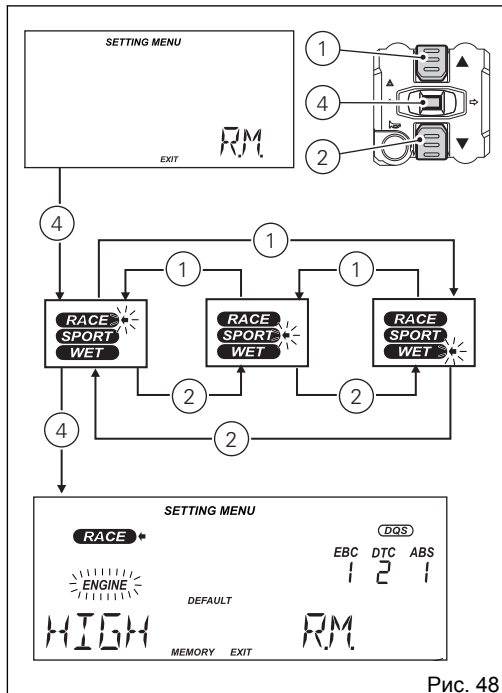 SETTING MENU
1
4
2
R.M.
EXIT
4
1
1
1
RACE
SPORT
WET
RACE
SPORT
WET
RACE
SPORT
WET
2
2
4
2
SETTING MENU
RACE
DQS
EBC DTC ABS
1 2 1
ENGINE
DEFAULT
HIGH
R.M.
MEMORY EXIT
Рис. 48